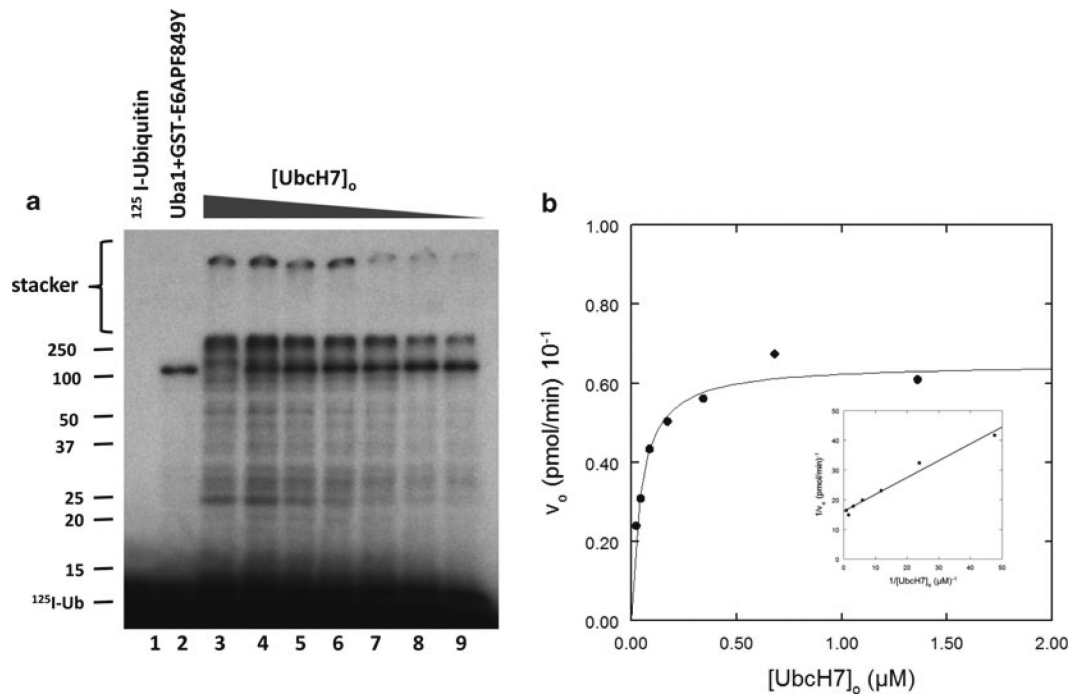 a
¹²⁵ I-Ubiquitin
Uba1+GST-E6APF849Y
[UbcH7]ₒ
stacker
250
100
50
37
25
20
15
¹²⁵I-Ub
1 2 3 4 5 6 7 8 9
b
1.00
0.80
0.60
0.40
0.20
0.00
vₒ (pmol/min) 10⁻¹
0.00 0.50 1.00 1.50 2.00
[UbcH7]ₒ (µM)
50
40
30
20
10
0
1/vₒ (pmol/min)⁻¹
0 10 20 30 40 50
1/[UbcH7]ₒ (µM)⁻¹